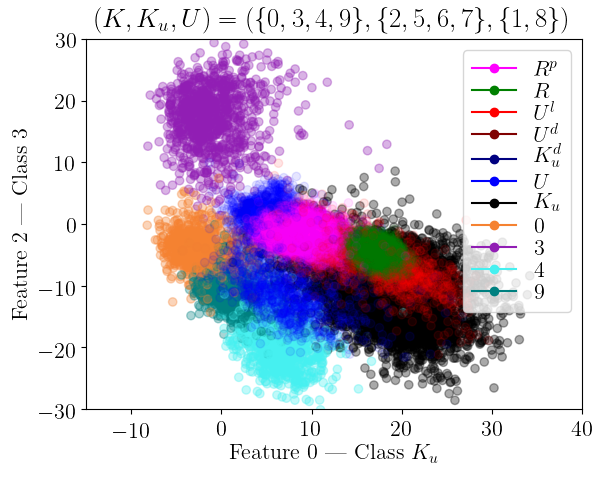 (K, K_u, U) = ({0, 3, 4, 9}, {2, 5, 6, 7}, {1, 8})
30
20
10
0
−10
−20
−30
Feature 2 — Class 3
−10
0
10
20
30
40
Feature 0 — Class K_u
R^p
R
U^l
U^d
K_u^d
U
K_u
0
3
4
9